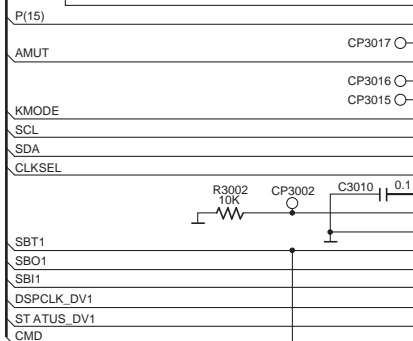 P(15)
CP3017
AMUT
CP3016
CP3015
KMODE
SCL
SDA
CLKSEL
R3002 CP3002 C3010 0.1
10K
SBT1
SBO1
SBI1
DSPCLK_DV1
ST ATUS_DV1
CMD